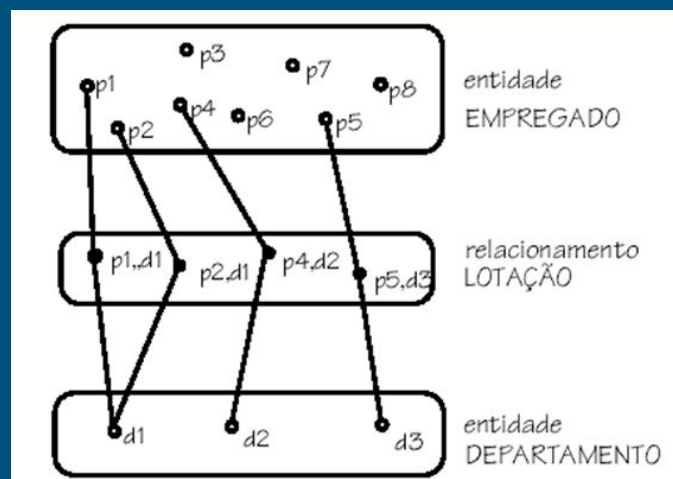 p3
p7
p1
p8
p4
p6
p5
p2
entidade
EMPREGADO
p1,,d1
p2,d1
p4,d2
p5,d3
relacionamento
LOTAÇÃO
d1
d2
d3
entidade
DEPARTAMENTO